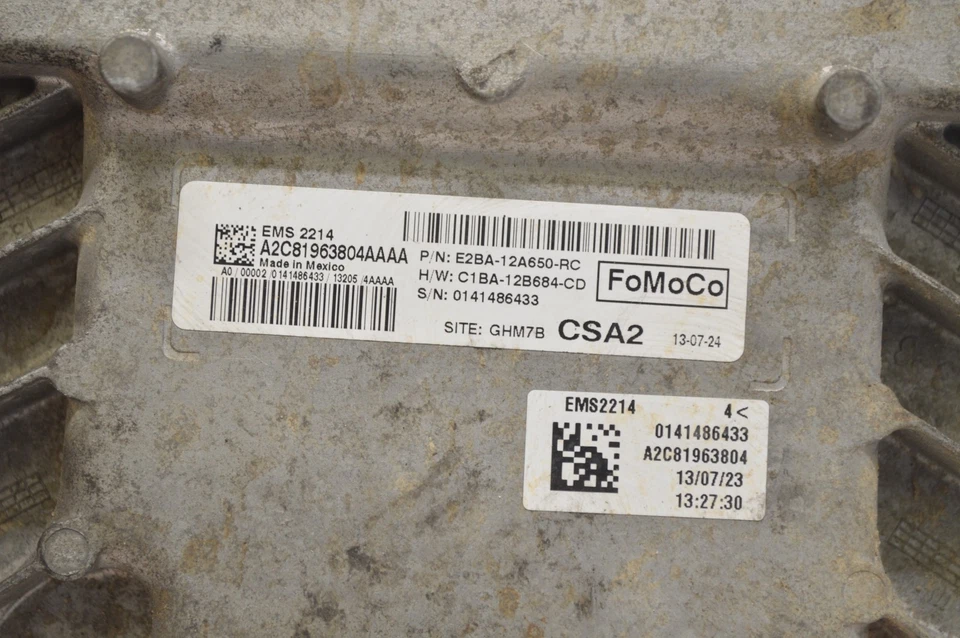 EMS 2214
A2C81963804AAAA
Made in Mexico
A0 / 00002 / 0141486433 / 13205 /4AAAA
P/N: E2BA-12A650-RC
H/W: C1BA-12B684-CD
S/N: 0141486433
FoMoCo
SITE: GHM7B CSA2 13-07-24
EMS2214 4<
0141486433
A2C81963804
13/07/23
13:27:30